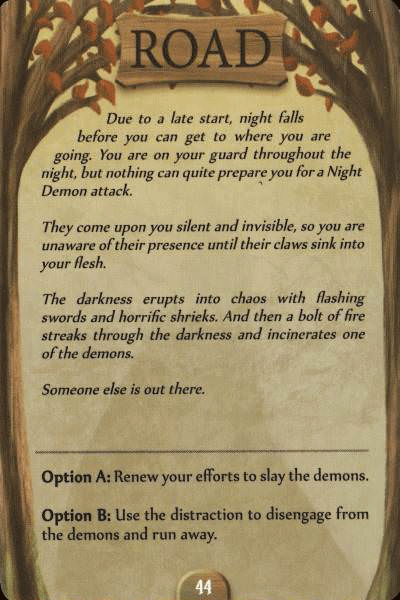 ROAD
Due to a late start, night falls
before you can get to where you are
going. You are on your guard throughout the
night, but nothing can quite prepare you for a Night
Demon attack.
They come upon you silent and invisible, so you are
unaware of their presence until their claws sink into
your flesh.
The darkness erupts into chaos with flashing
swords and horrific shrieks. And then a bolt of fire
streaks through the darkness and incinerates one
of the demons.
Someone else is out there.
Option A: Renew your efforts to slay the demons.
Option B: Use the distraction to disengage from
the demons and run away.
44